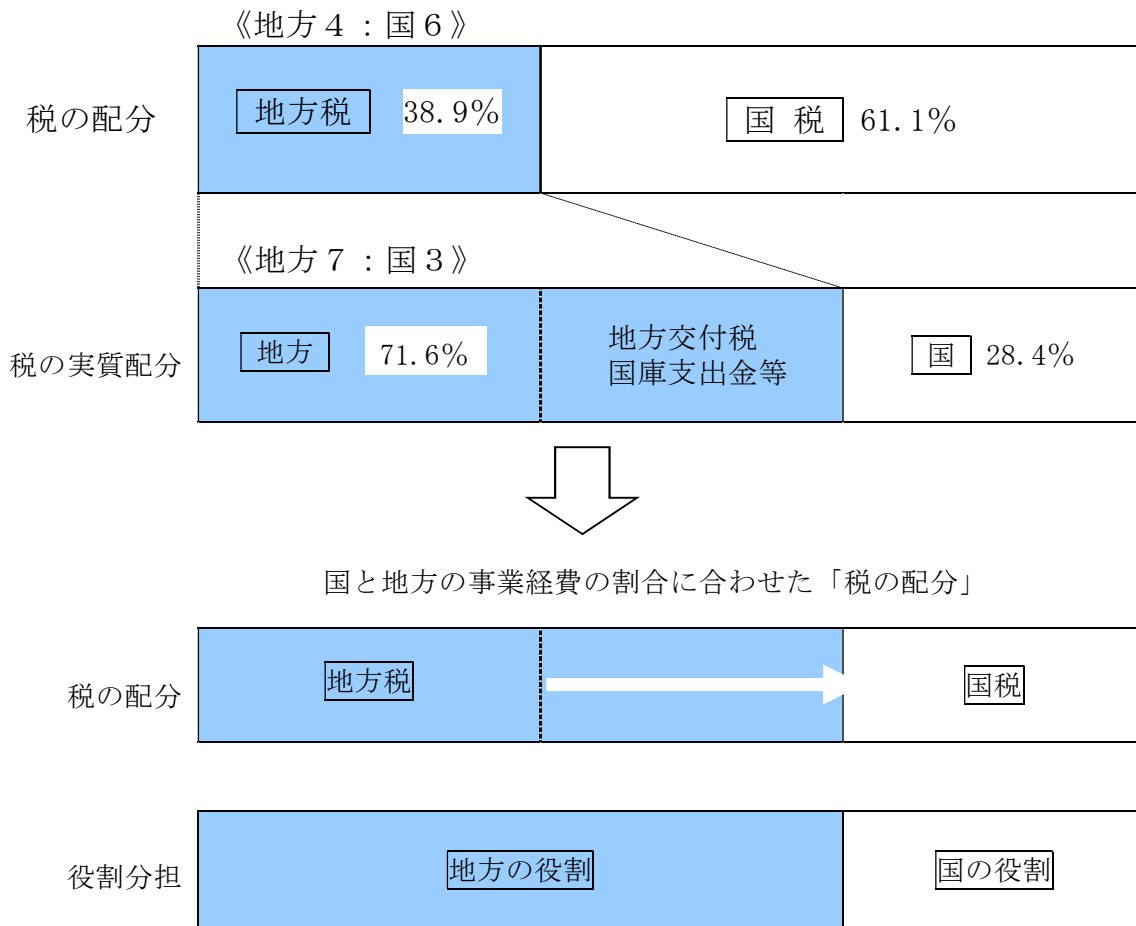 《地方４：国６》
税の配分
地方税 38.9%
国 税 61.1%
《地方７：国３》
税の実質配分
地方 71.6%
地方交付税
国庫支出金等
国 28.4%
国と地方の事業経費の割合に合わせた「税の配分」
税の配分
地方税
国税
役割分担
地方の役割
国の役割